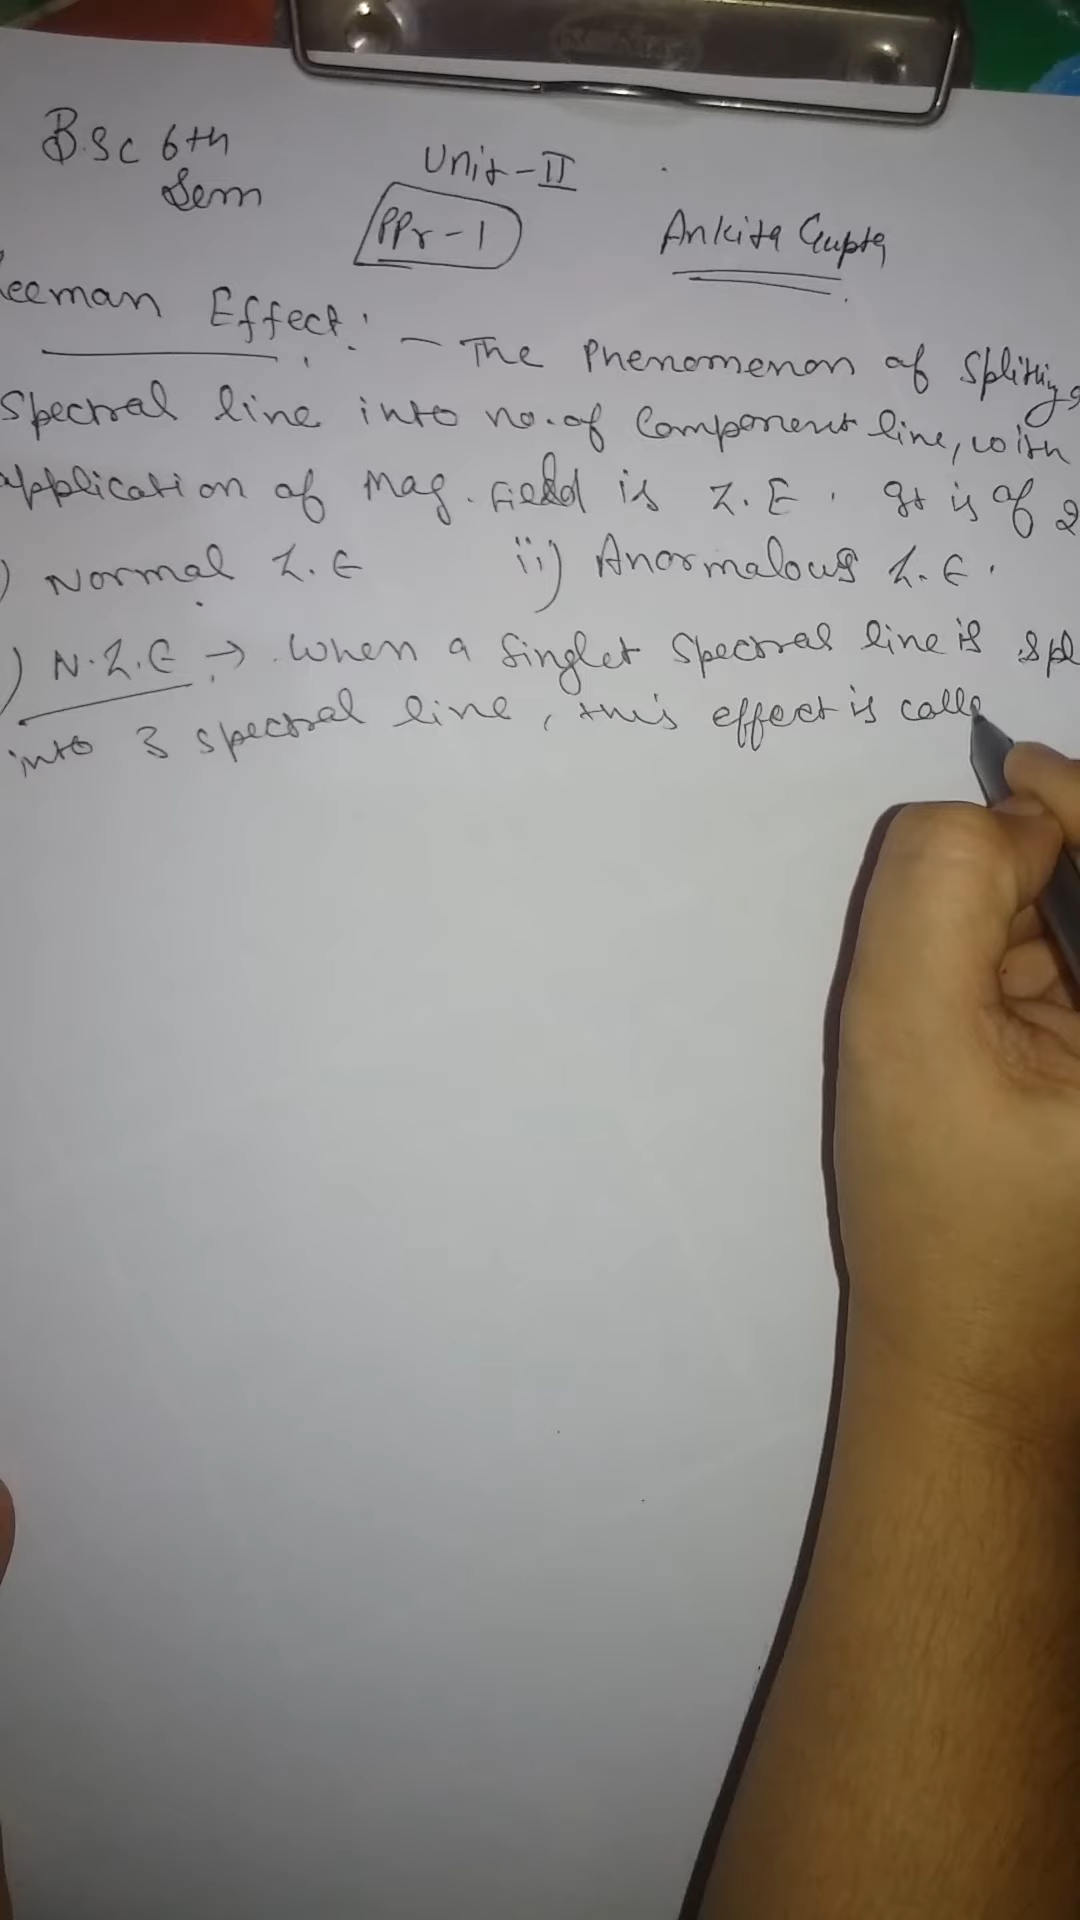 B.Sc 6th Sem
Unit-II
PPr-1
Ankita Gupta
eeman Effect: - The Phenomenon of Spliting
Spectral line into no. of Component line, with
application of Mag. Field is Z.E. It is of 2
) Normal Z.E ii) Anormalous Z.E.
) N.Z.E → When a Singlet Spectral line is Spl
into 3 spectral line, this effect is calle